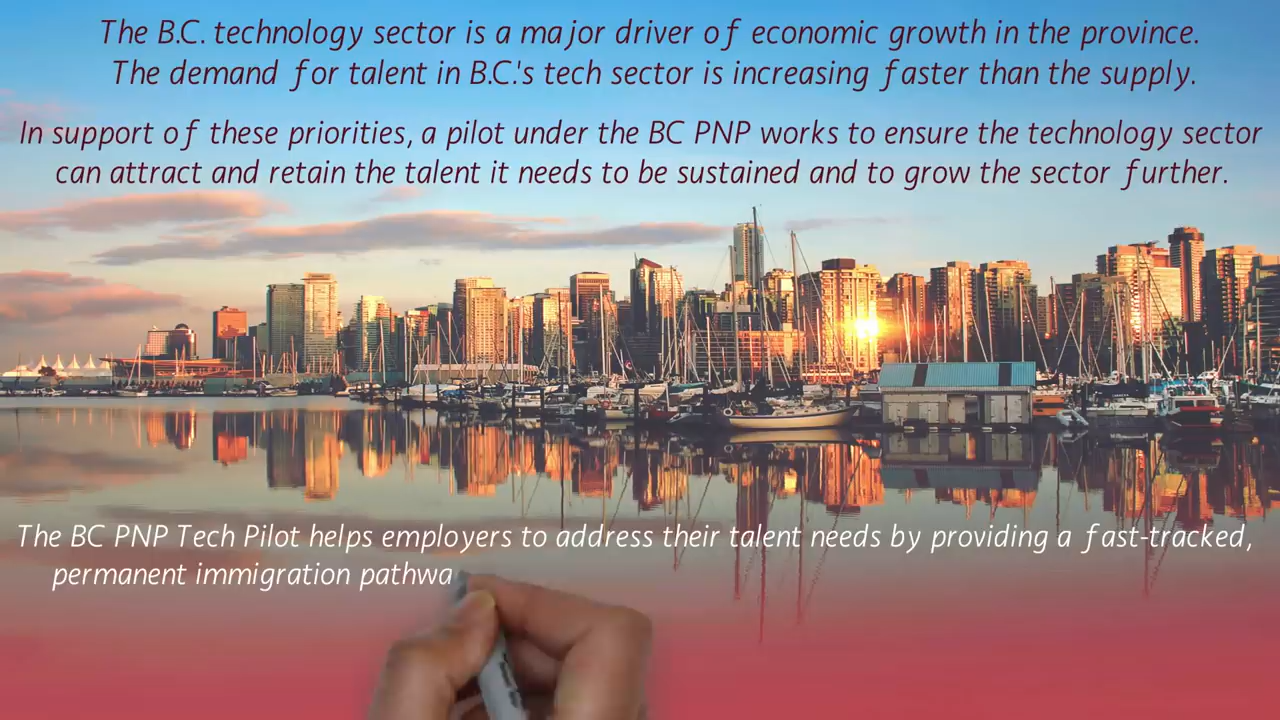 The B.C. technology sector is a major driver of economic growth in the province.
The demand for talent in B.C.'s tech sector is increasing faster than the supply.
In support of these priorities, a pilot under the BC PNP works to ensure the technology sector
can attract and retain the talent it needs to be sustained and to grow the sector further.
The BC PNP Tech Pilot helps employers to address their talent needs by providing a fast-tracked,
permanent immigration pathwa